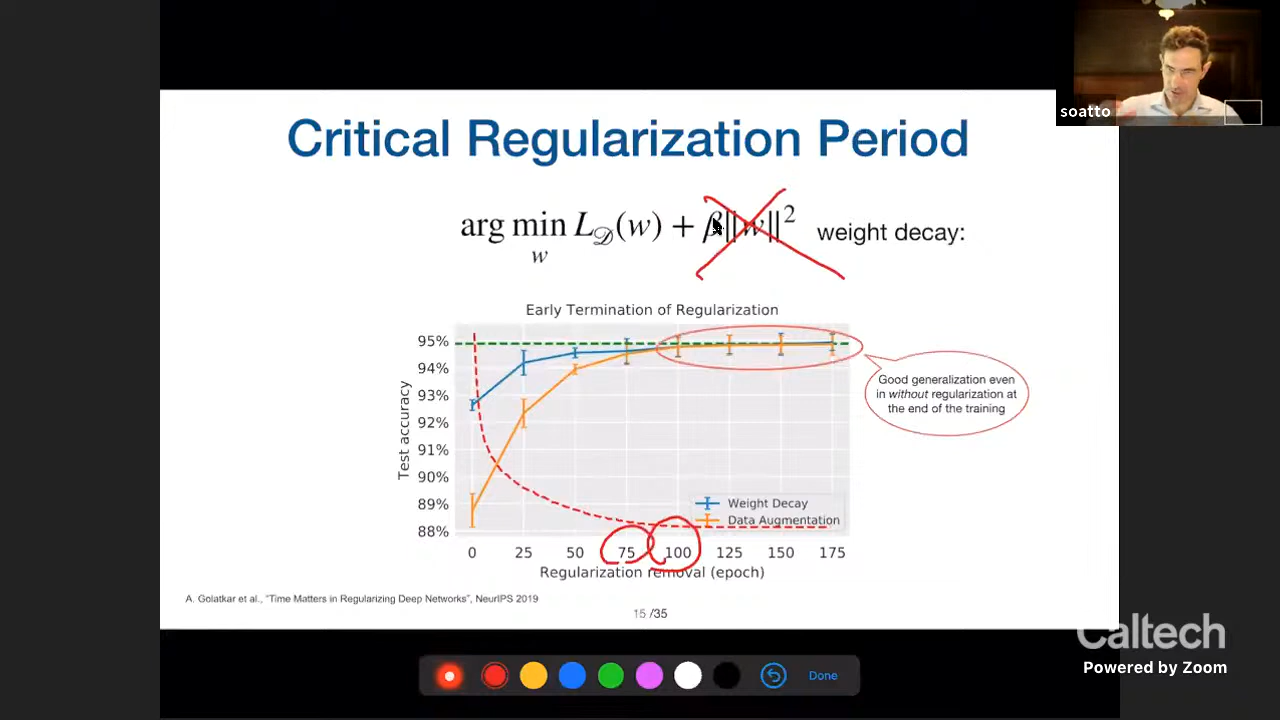 soatto
Critical Regularization Period
arg min L_𝒟(w) + β||w||² weight decay:
w
Early Termination of Regularization
95%
94%
93%
92%
91%
90%
89%
88%
Test accuracy
Good generalization even
in without regularization at
the end of the training
Weight Decay
Data Augmentation
0 25 50 75 100 125 150 175
Regularization removal (epoch)
A. Golatkar et al., "Time Matters in Regularizing Deep Networks", NeurIPS 2019
15 /35
Caltech
Powered by Zoom
Done